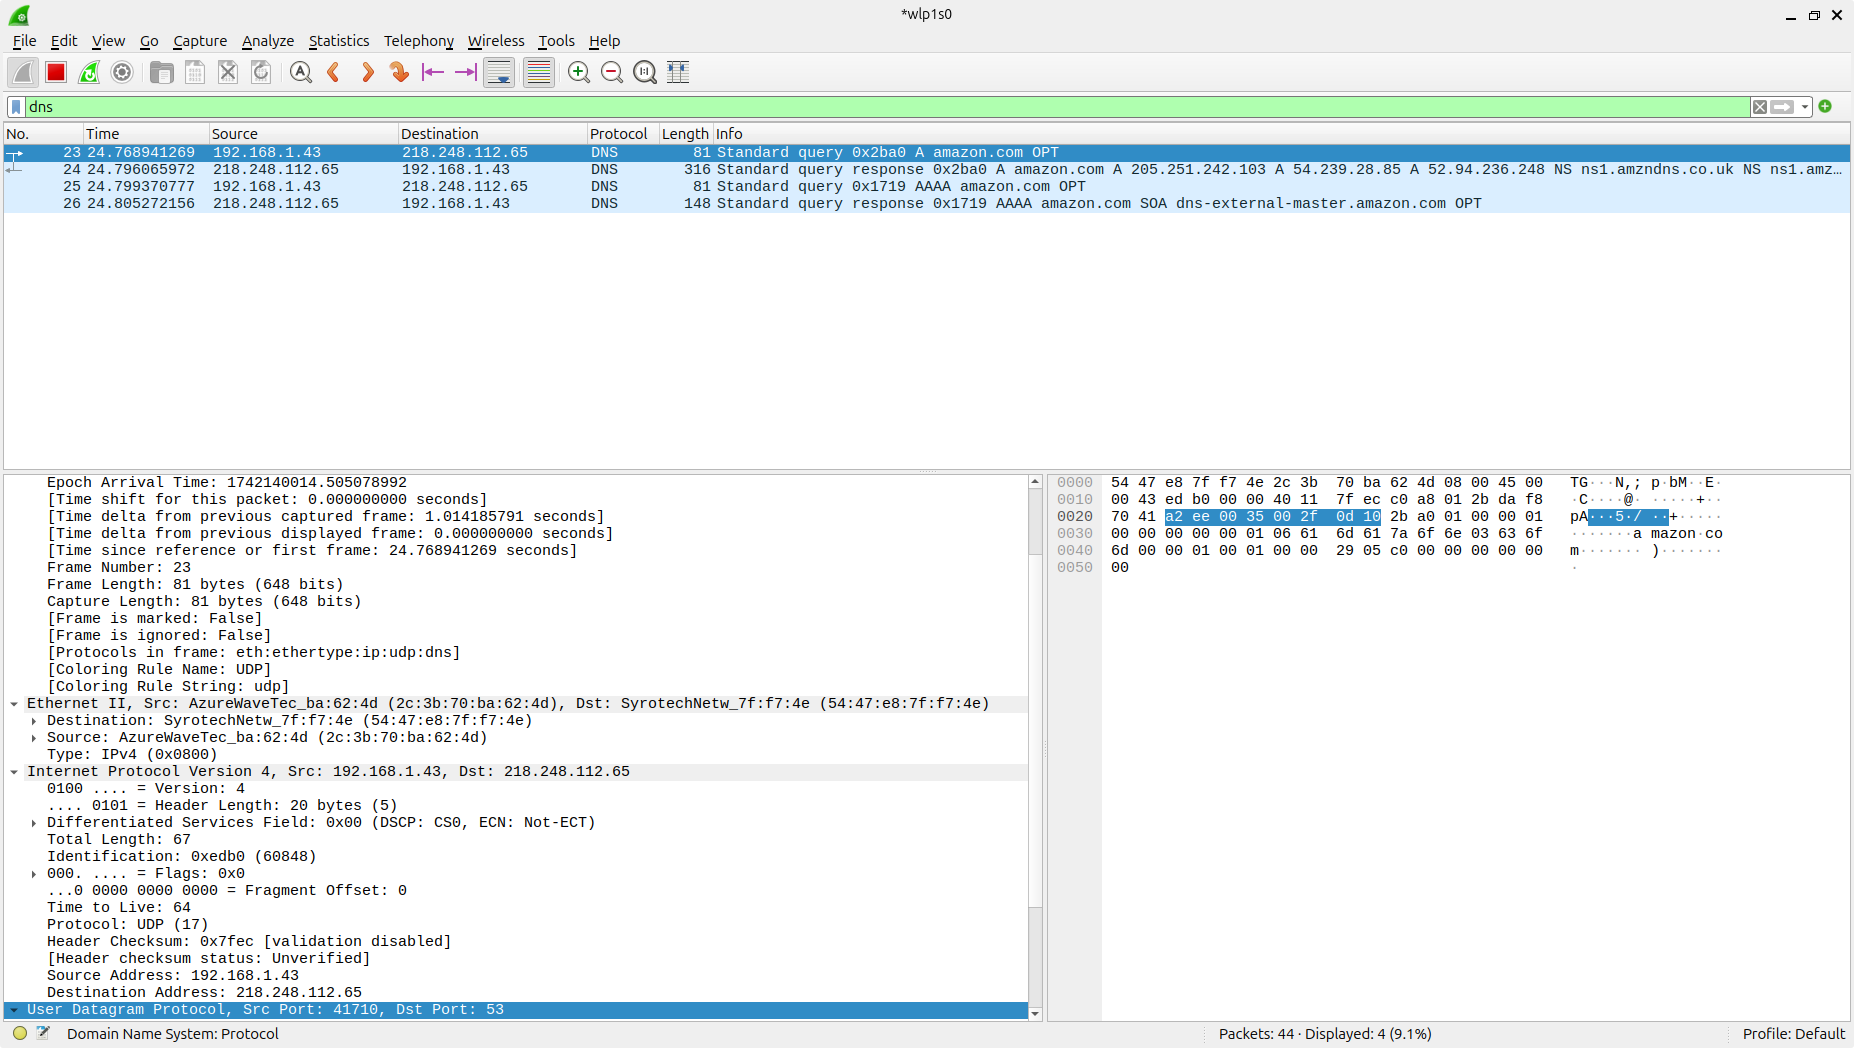 *wlp1s0
File Edit View Go Capture Analyze Statistics Telephony Wireless Tools Help
dns
No. Time Source Destination Protocol Length Info
23 24.768941269 192.168.1.43 218.248.112.65 DNS 81 Standard query 0x2ba0 A amazon.com OPT
24 24.796065972 218.248.112.65 192.168.1.43 DNS 316 Standard query response 0x2ba0 A amazon.com A 205.251.242.103 A 54.239.28.85 A 52.94.236.248 NS ns1.amzndns.co.uk NS ns1.amz…
25 24.799370777 192.168.1.43 218.248.112.65 DNS 81 Standard query 0x1719 AAAA amazon.com OPT
26 24.805272156 218.248.112.65 192.168.1.43 DNS 148 Standard query response 0x1719 AAAA amazon.com SOA dns-external-master.amazon.com OPT
Epoch Arrival Time: 1742140014.505078992
[Time shift for this packet: 0.000000000 seconds]
[Time delta from previous captured frame: 1.014185791 seconds]
[Time delta from previous displayed frame: 0.000000000 seconds]
[Time since reference or first frame: 24.768941269 seconds]
Frame Number: 23
Frame Length: 81 bytes (648 bits)
Capture Length: 81 bytes (648 bits)
[Frame is marked: False]
[Frame is ignored: False]
[Protocols in frame: eth:ethertype:ip:udp:dns]
[Coloring Rule Name: UDP]
[Coloring Rule String: udp]
Ethernet II, Src: AzureWaveTec_ba:62:4d (2c:3b:70:ba:62:4d), Dst: SyrotechNetw_7f:f7:4e (54:47:e8:7f:f7:4e)
Destination: SyrotechNetw_7f:f7:4e (54:47:e8:7f:f7:4e)
Source: AzureWaveTec_ba:62:4d (2c:3b:70:ba:62:4d)
Type: IPv4 (0x0800)
Internet Protocol Version 4, Src: 192.168.1.43, Dst: 218.248.112.65
0100 .... = Version: 4
.... 0101 = Header Length: 20 bytes (5)
Differentiated Services Field: 0x00 (DSCP: CS0, ECN: Not-ECT)
Total Length: 67
Identification: 0xedb0 (60848)
000. .... = Flags: 0x0
...0 0000 0000 0000 = Fragment Offset: 0
Time to Live: 64
Protocol: UDP (17)
Header Checksum: 0x7fec [validation disabled]
[Header checksum status: Unverified]
Source Address: 192.168.1.43
Destination Address: 218.248.112.65
User Datagram Protocol, Src Port: 41710, Dst Port: 53
0000 54 47 e8 7f f7 4e 2c 3b 70 ba 62 4d 08 00 45 00 TG···N,; p·bM··E·
0010 00 43 ed b0 00 00 40 11 7f ec c0 a8 01 2b da f8 ·C····@· ·····+··
0020 70 41 a2 ee 00 35 00 2f 0d 10 2b a0 01 00 00 01 pA···5·/ ··+·····
0030 00 00 00 00 00 01 06 61 6d 61 7a 6f 6e 03 63 6f ·······a mazon·co
0040 6d 00 00 01 00 01 00 00 29 05 c0 00 00 00 00 00 m······· )·······
0050 00 ·
Domain Name System: Protocol
Packets: 44 · Displayed: 4 (9.1%)
Profile: Default